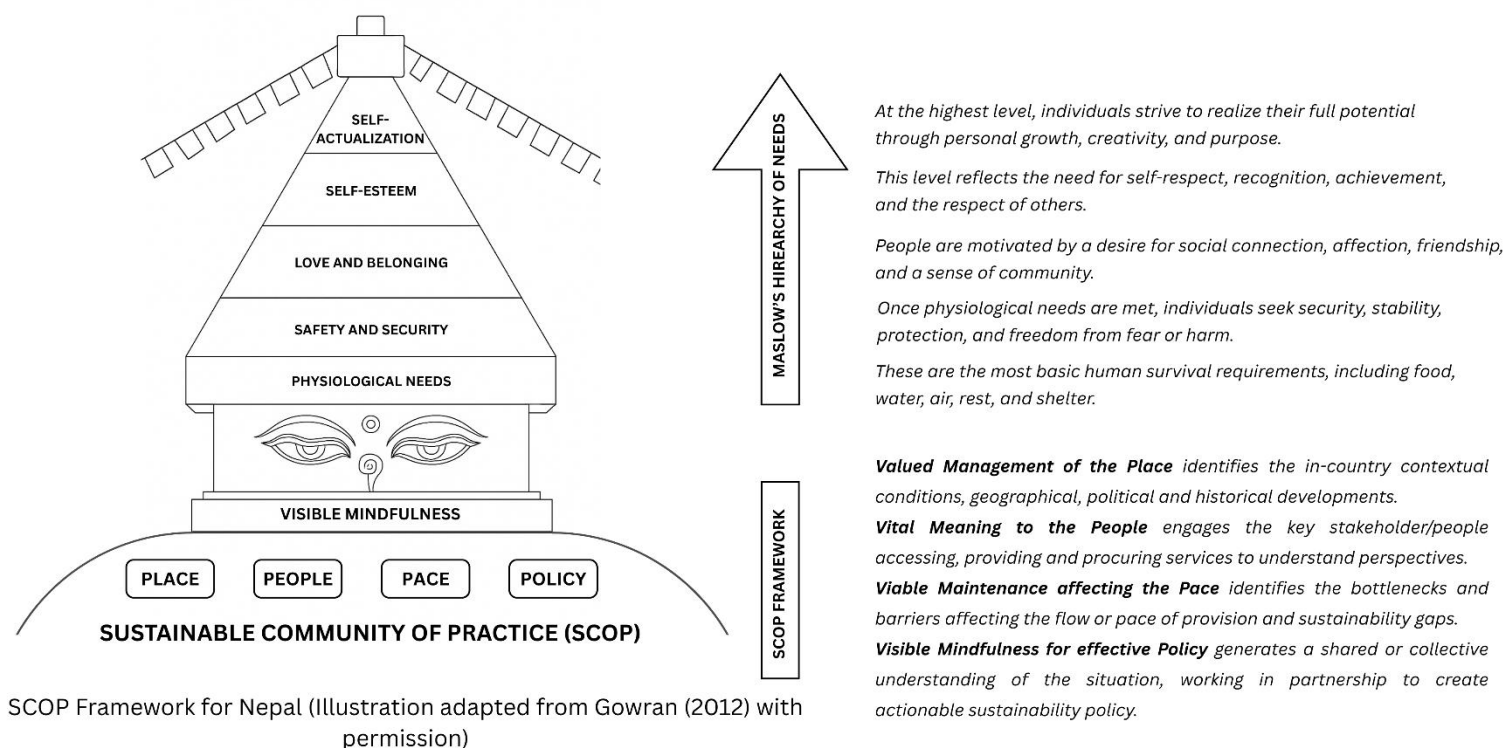 SELF-
ACTUALIZATION
SELF-ESTEEM
LOVE AND BELONGING
SAFETY AND SECURITY
PHYSIOLOGICAL NEEDS
VISIBLE MINDFULNESS
PLACE
PEOPLE
PACE
POLICY
SUSTAINABLE COMMUNITY OF PRACTICE (SCOP)
SCOP Framework for Nepal (Illustration adapted from Gowran (2012) with
permission)
MASLOW'S HIREARCHY OF NEEDS
SCOP FRAMEWORK
At the highest level, individuals strive to realize their full potential
through personal growth, creativity, and purpose.
This level reflects the need for self-respect, recognition, achievement,
and the respect of others.
People are motivated by a desire for social connection, affection, friendship,
and a sense of community.
Once physiological needs are met, individuals seek security, stability,
protection, and freedom from fear or harm.
These are the most basic human survival requirements, including food,
water, air, rest, and shelter.
Valued Management of the Place identifies the in-country contextual
conditions, geographical, political and historical developments.
Vital Meaning to the People engages the key stakeholder/people
accessing, providing and procuring services to understand perspectives.
Viable Maintenance affecting the Pace identifies the bottlenecks and
barriers affecting the flow or pace of provision and sustainability gaps.
Visible Mindfulness for effective Policy generates a shared or collective
understanding of the situation, working in partnership to create
actionable sustainability policy.